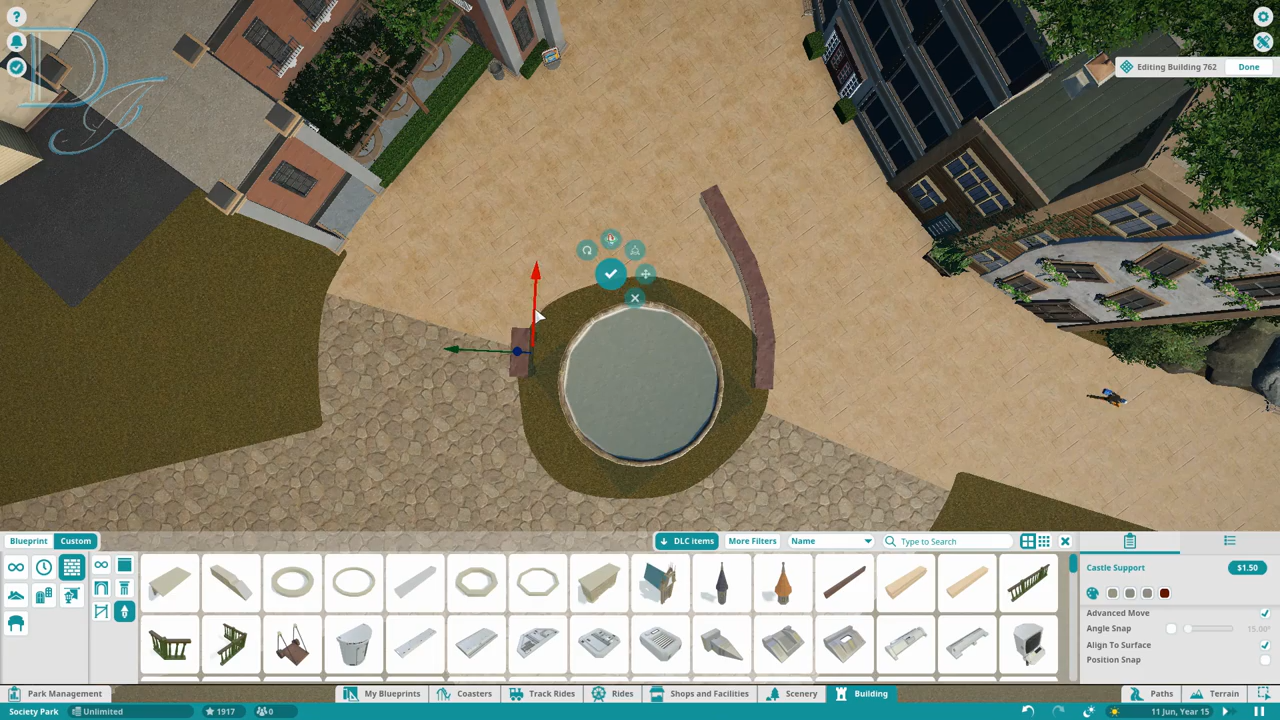 Editing Building 762 Done
Blueprint Custom DLC items More Filters Name Type to Search
Castle Support $1.50
Advanced Move
Angle Snap 15.00°
Align To Surface
Position Snap
Park Management My Blueprints Coasters Track Rides Rides Shops and Facilities Scenery Building Paths Terrain
Society Park Unlimited 1917 0 11 Jun, Year 15